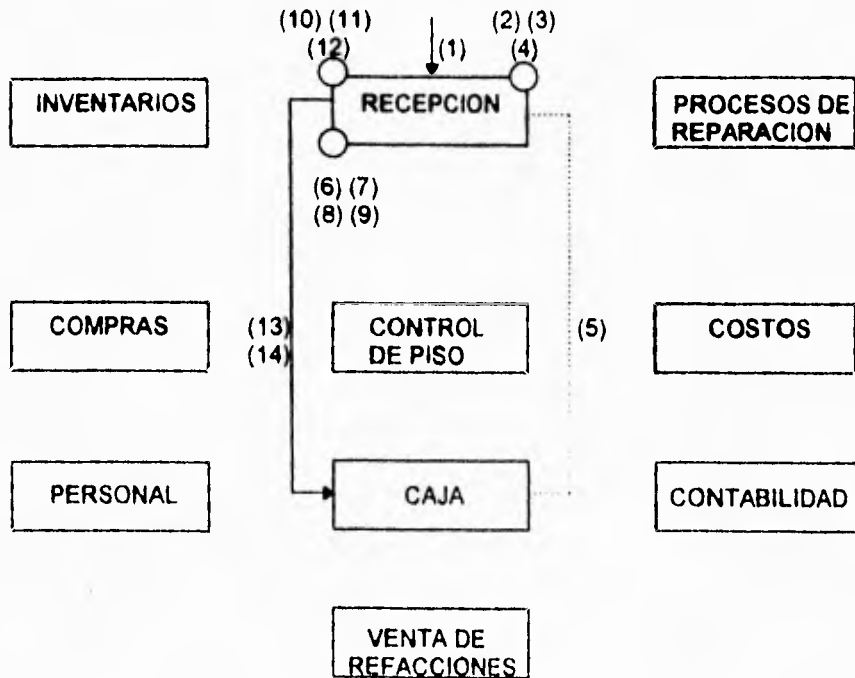 (10) (11)
(12)
(1)
(2) (3)
(4)
INVENTARIOS
RECEPCION
PROCESOS DE
REPARACION
(6) (7)
(8) (9)
COMPRAS
(13)
(14)
CONTROL
DE PISO
(5)
COSTOS
PERSONAL
CAJA
CONTABILIDAD
VENTA DE
REFACCIONES